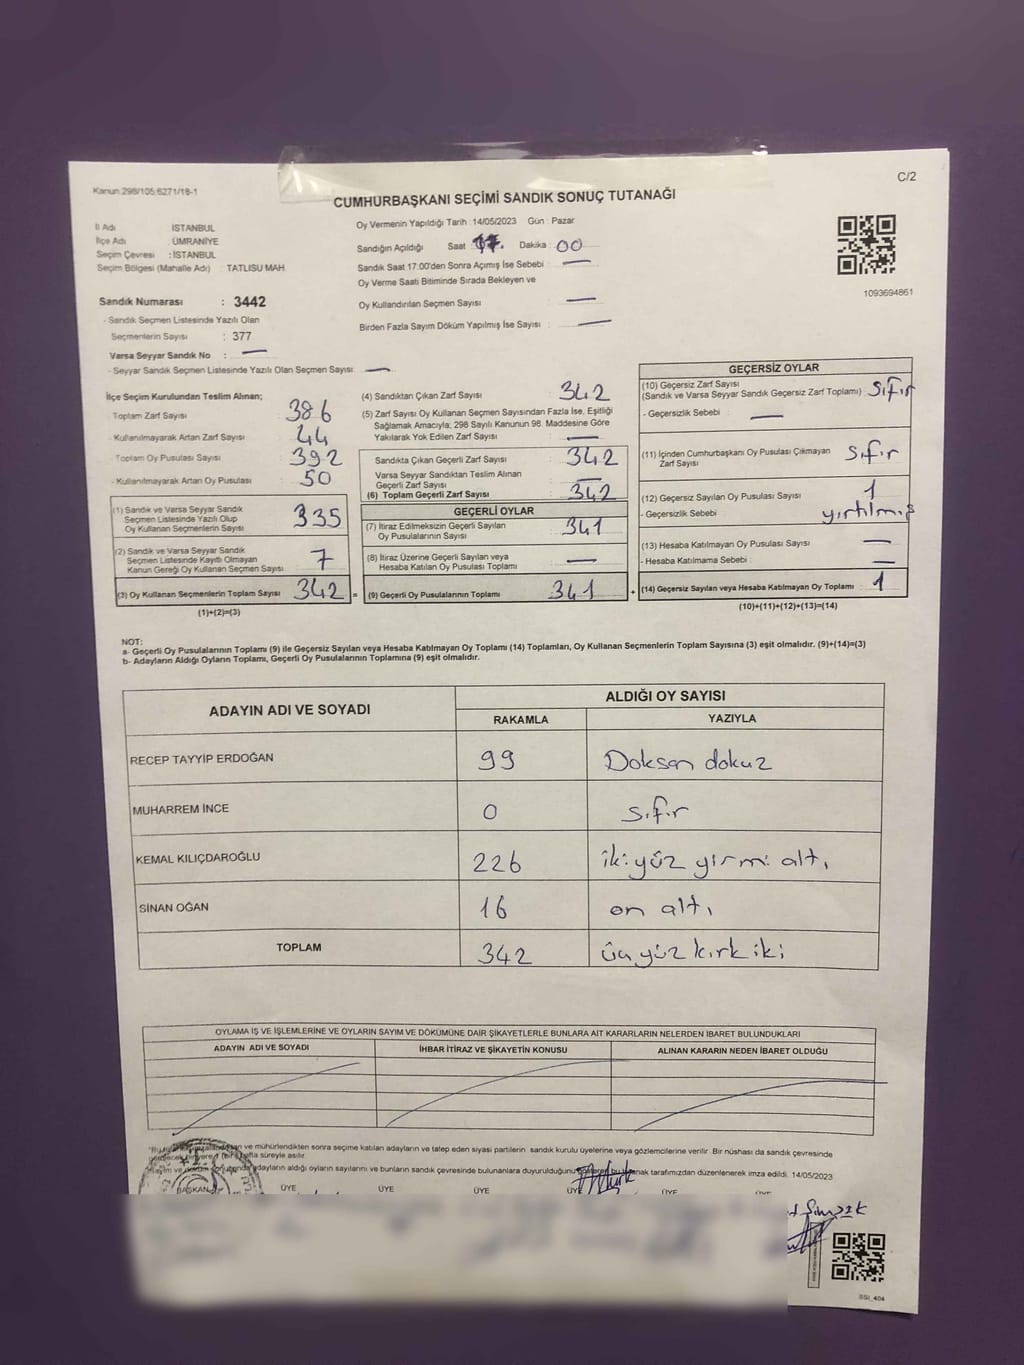 Kanun:298/105;6271/18-1
C/2
CUMHURBAŞKANI SEÇİMİ SANDIK SONUÇ TUTANAĞI
İl Adı : İSTANBUL
İlçe Adı : ÜMRANİYE
Seçim Çevresi : İSTANBUL
Seçim Bölgesi (Mahalle Adı) : TATLISU MAH.
Sandık Numarası : 3442
- Sandık Seçmen Listesinde Yazılı Olan
Seçmenlerin Sayısı : 377
Varsa Seyyar Sandık No : —
- Seyyar Sandık Seçmen Listesinde Yazılı Olan Seçmen Sayısı : —
Oy Vermenin Yapıldığı Tarih : 14/05/2023 Gün : Pazar
Sandığın Açıldığı Saat : 17. Dakika : 00
Sandık Saat 17:00'den Sonra Açımış İse Sebebi : —
Oy Verme Saati Bitiminde Sırada Bekleyen ve
Oy Kullandırılan Seçmen Sayısı : —
Birden Fazla Sayım Döküm Yapılmış İse Sayısı : —
1093694861
İlçe Seçim Kurulundan Teslim Alınan;
- Toplam Zarf Sayısı 386
- Kullanılmayarak Artan Zarf Sayısı 44
- Toplam Oy Pusulası Sayısı 392
- Kullanılmayarak Artan Oy Pusulası 50
(1) Sandık ve Varsa Seyyar Sandık
Seçmen Listesinde Yazılı Olup
Oy Kullanan Seçmenlerin Sayısı 335
(2) Sandık ve Varsa Seyyar Sandık
Seçmen Listesinde Kayıtlı Olmayan
Kanun Gereği Oy Kullanan Seçmen Sayısı 7
(3) Oy Kullanan Seçmenlerin Toplam Sayısı 342 =
(1)+(2)=(3)
(4) Sandıktan Çıkan Zarf Sayısı 342
(5) Zarf Sayısı Oy Kullanan Seçmen Sayısından Fazla İse, Eşitliği
Sağlamak Amacıyla; 298 Sayılı Kanunun 98. Maddesine Göre
Yakılarak Yok Edilen Zarf Sayısı —
Sandıkta Çıkan Geçerli Zarf Sayısı 342
Varsa Seyyar Sandıktan Teslim Alınan
Geçerli Zarf Sayısı —
(6) Toplam Geçerli Zarf Sayısı 342
GEÇERLİ OYLAR
(7) İtiraz Edilmeksizin Geçerli Sayılan
Oy Pusulalarının Sayısı 341
(8) İtiraz Üzerine Geçerli Sayılan veya
Hesaba Katılan Oy Pusulası Toplamı —
(9) Geçerli Oy Pusulalarının Toplamı 341 +
GEÇERSİZ OYLAR
(10) Geçersiz Zarf Sayısı
(Sandık ve Varsa Seyyar Sandık Geçersiz Zarf Toplamı) sıfır
- Geçersizlik Sebebi : —
(11) İçinden Cumhurbaşkanı Oy Pusulası Çıkmayan
Zarf Sayısı sıfır
(12) Geçersiz Sayılan Oy Pusulası Sayısı 1
- Geçersizlik Sebebi yırtılmış
(13) Hesaba Katılmayan Oy Pusulası Sayısı —
- Hesaba Katılmama Sebebi : —
(14) Geçersiz Sayılan veya Hesaba Katılmayan Oy Toplamı 1
(10)+(11)+(12)+(13)=(14)
NOT:
a- Geçerli Oy Pusulalarının Toplamı (9) ile Geçersiz Sayılan veya Hesaba Katılmayan Oy Toplamı (14) Toplamları, Oy Kullanan Seçmenlerin Toplam Sayısına (3) eşit olmalıdır. (9)+(14)=(3)
b- Adayların Aldığı Oyların Toplamı, Geçerli Oy Pusulalarının Toplamına (9) eşit olmalıdır.
ADAYIN ADI VE SOYADI
ALDIĞI OY SAYISI
RAKAMLA YAZIYLA
RECEP TAYYİP ERDOĞAN 99 Doksan dokuz
MUHARREM İNCE 0 sıfır
KEMAL KILIÇDAROĞLU 226 iki yüz yirmi altı
SİNAN OĞAN 16 on altı
TOPLAM 342 üç yüz kırk iki
OYLAMA İŞ VE İŞLEMLERİNE VE OYLARIN SAYIM VE DÖKÜMÜNE DAİR ŞİKAYETLERLE BUNLARA AİT KARARLARIN NELERDEN İBARET BULUNDUKLARI
ADAYIN ADI VE SOYADI İHBAR İTİRAZ VE ŞİKAYETİN KONUSU ALINAN KARARIN NEDEN İBARET OLDUĞU
ve mühürlendikten sonra seçime katılan adayların ve talep eden siyasi partilerin sandık kurulu üyelerine veya gözlemcilerine verilir. Bir nüshası da sandık çevresinde
hafta süreyle asılır.
adayların aldığı oyların sayılarını ve bunların sandık çevresinde bulunanlara duyurulduğunu tarafımızdan düzenlenerek imza edildi. 14/05/2023
BAŞKAN ÜYE ÜYE ÜYE ÜYE ÜYE
SSI_404